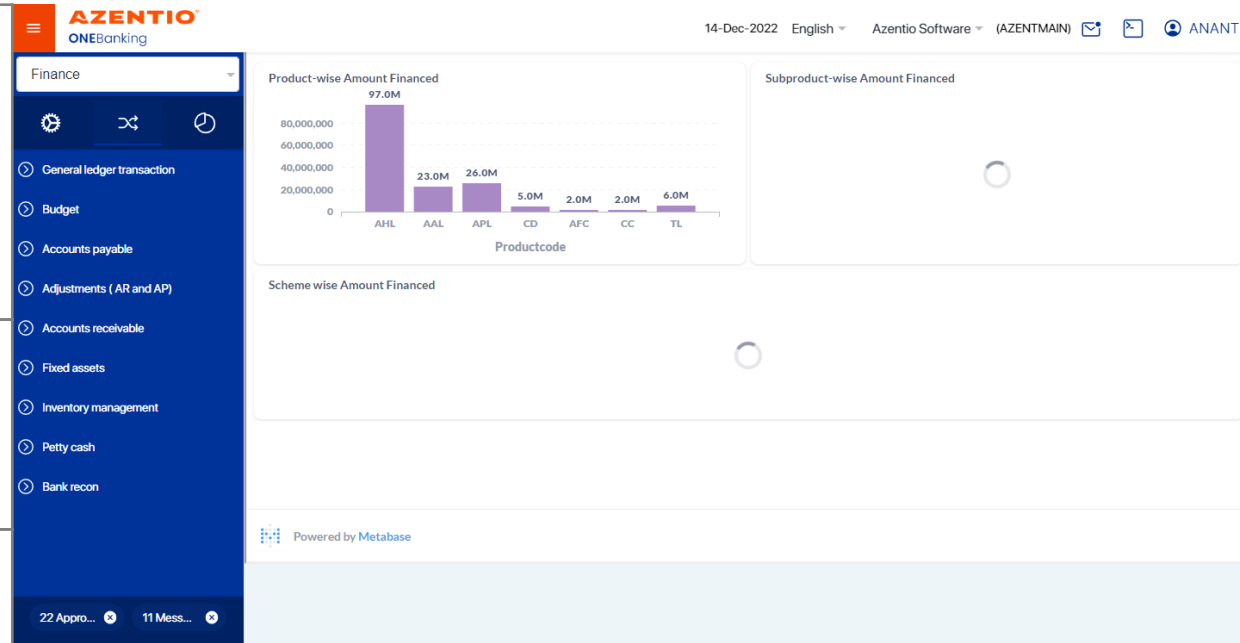 AZENTIO™
ONEBanking
14-Dec-2022 English Azentio Software (AZENTMAIN) ANANT
Finance
General ledger transaction
Budget
Accounts payable
Adjustments ( AR and AP)
Accounts receivable
Fixed assets
Inventory management
Petty cash
Bank recon
22 Appro... 11 Mess...
Product-wise Amount Financed
97.0M
80,000,000
60,000,000
40,000,000
20,000,000
0
23.0M 26.0M 5.0M 2.0M 2.0M 6.0M
AHL AAL APL CD AFC CC TL
Productcode
Subproduct-wise Amount Financed
Scheme wise Amount Financed
Powered by Metabase